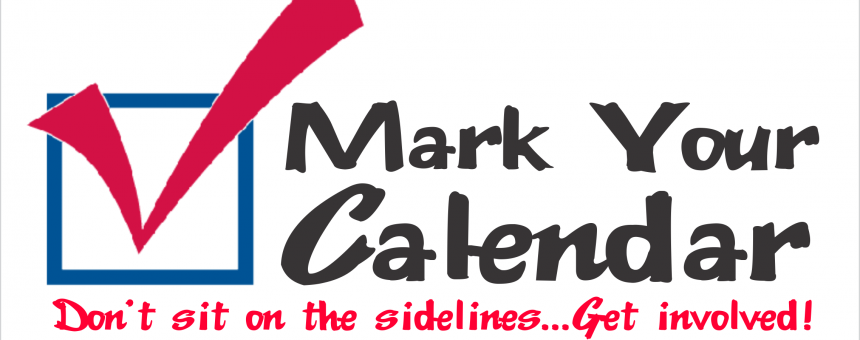 Mark Your
Calendar
Don't sit on the sidelines...Get involved!